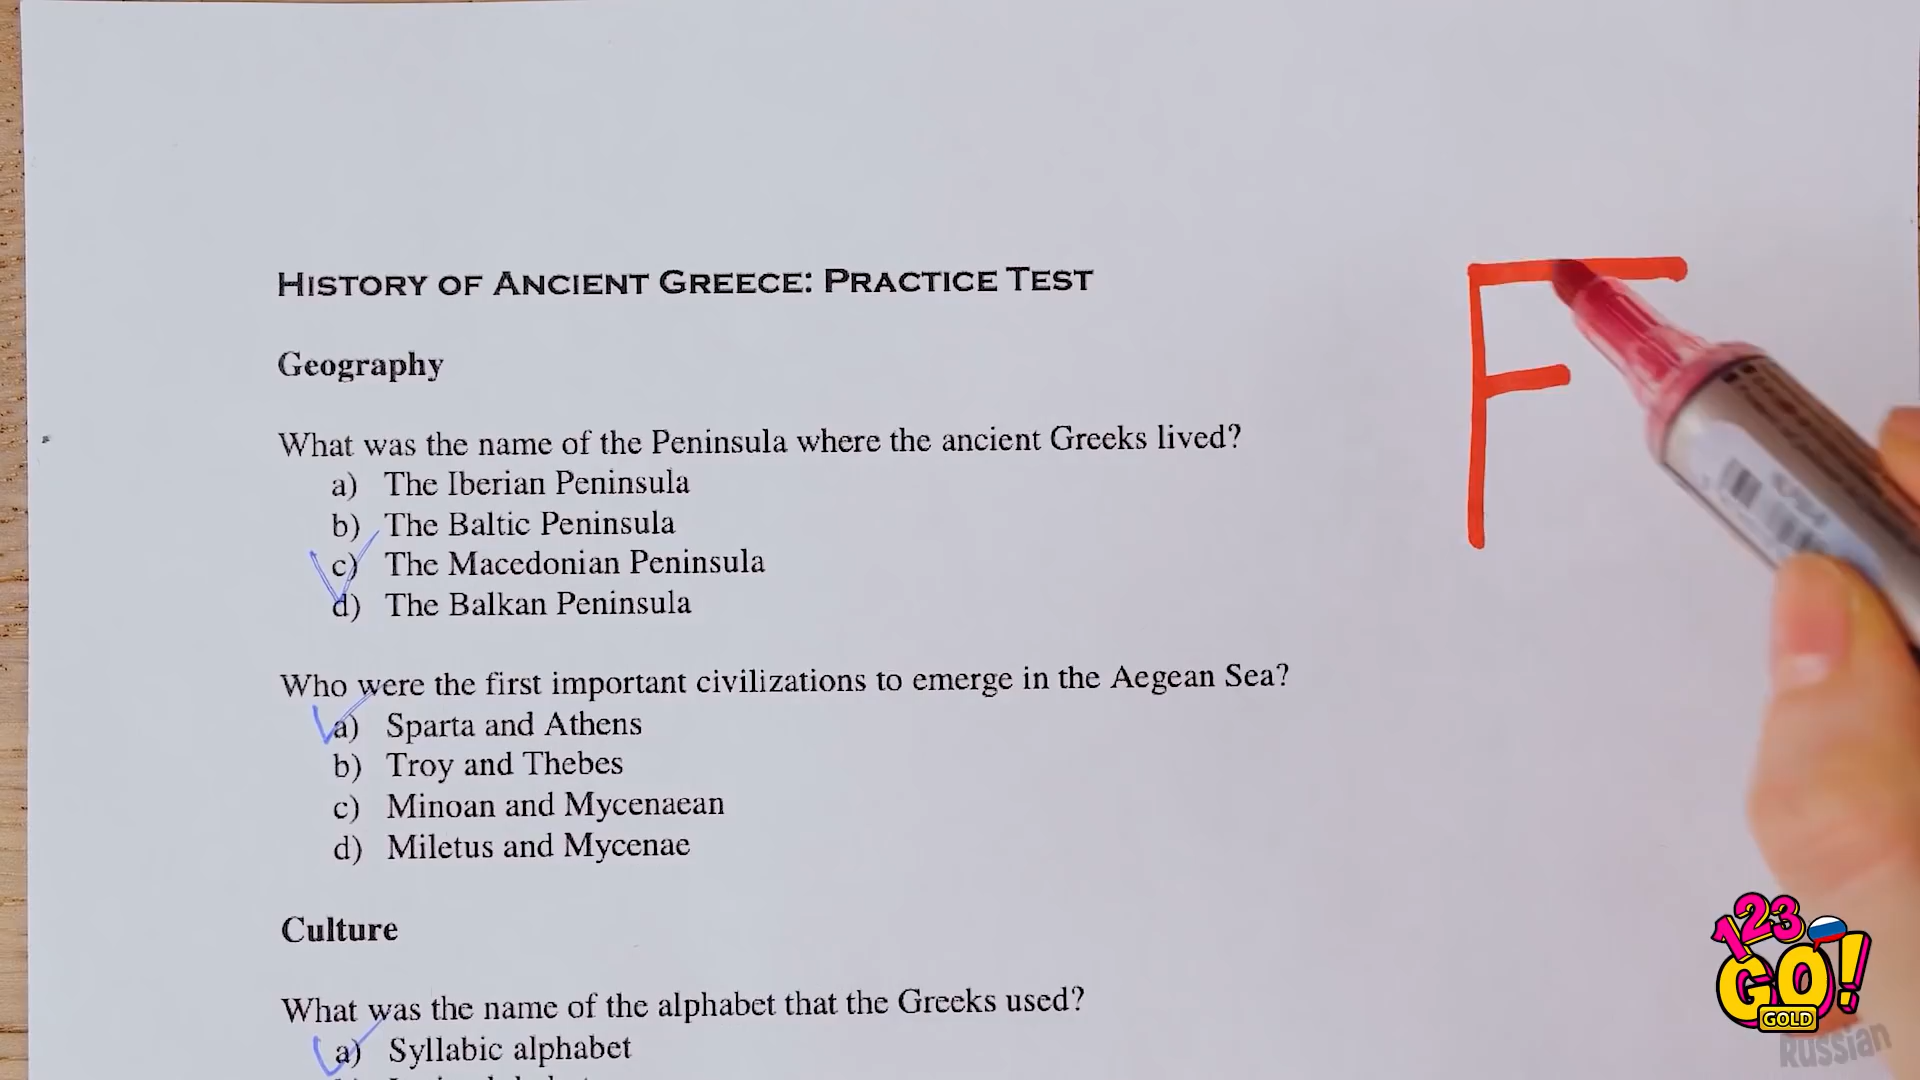 HISTORY OF ANCIENT GREECE: PRACTICE TEST
F
Geography
What was the name of the Peninsula where the ancient Greeks lived?
a) The Iberian Peninsula
b) The Baltic Peninsula
c) The Macedonian Peninsula
d) The Balkan Peninsula
Who were the first important civilizations to emerge in the Aegean Sea?
a) Sparta and Athens
b) Troy and Thebes
c) Minoan and Mycenaean
d) Miletus and Mycenae
Culture
What was the name of the alphabet that the Greeks used?
a) Syllabic alphabet
123
GO!
GOLD
Russian